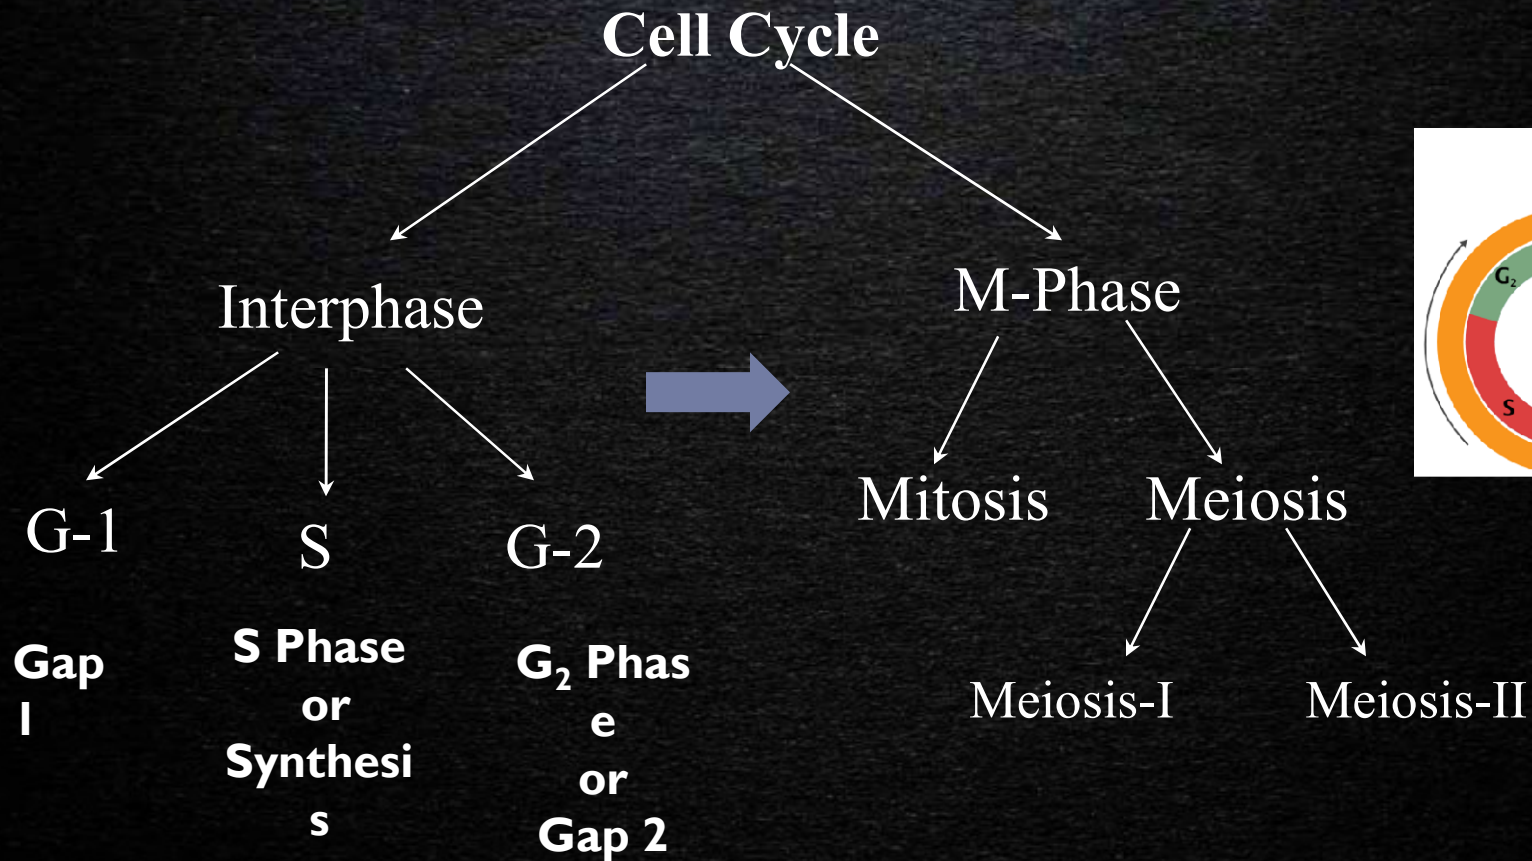 Cell Cycle
Interphase
M-Phase
G-1
S
G-2
Mitosis
Meiosis
Gap
1
S Phase
or
Synthesi
s
G₂ Phas
e
or
Gap 2
Meiosis-I
Meiosis-II
G₂
S